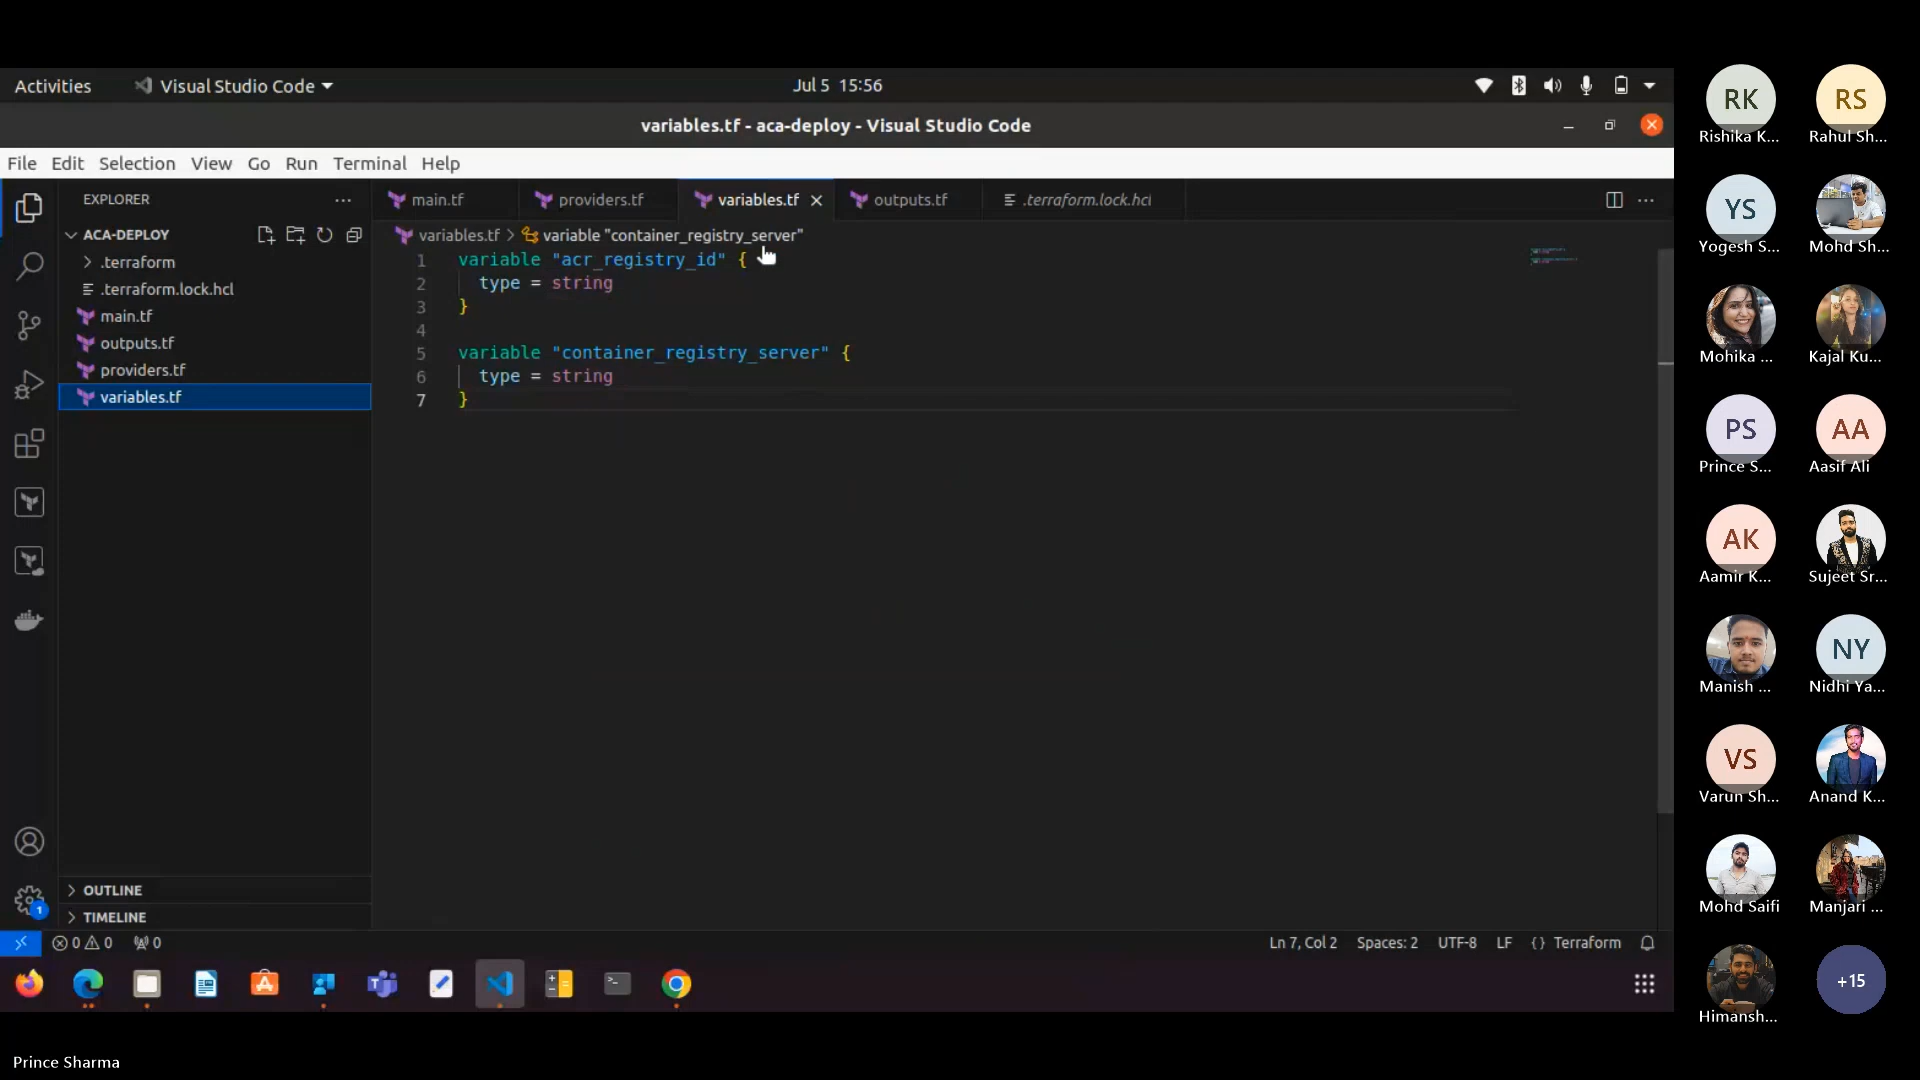 Activities
Visual Studio Code
Jul 5 15:56
variables.tf - aca-deploy - Visual Studio Code
File Edit Selection View Go Run Terminal Help
EXPLORER
ACA-DEPLOY
.terraform
.terraform.lock.hcl
main.tf
outputs.tf
providers.tf
variables.tf
OUTLINE
TIMELINE
main.tf
providers.tf
variables.tf
outputs.tf
.terraform.lock.hcl
variables.tf > variable "container_registry_server"
1 variable "acr_registry_id" {
2 type = string
3 }
4
5 variable "container_registry_server" {
6 type = string
7 }
1
0 0 0
Ln 7, Col 2 Spaces: 2 UTF-8 LF {} Terraform
RK
Rishika K...
RS
Rahul Sh...
YS
Yogesh S...
Mohd Sh...
Mohika ...
Kajal Ku...
PS
Prince S...
AA
Aasif Ali
AK
Aamir K...
Sujeet Sr...
Manish ...
NY
Nidhi Ya...
VS
Varun Sh...
Anand K...
Mohd Saifi
Manjari ...
Himansh...
+15
Prince Sharma